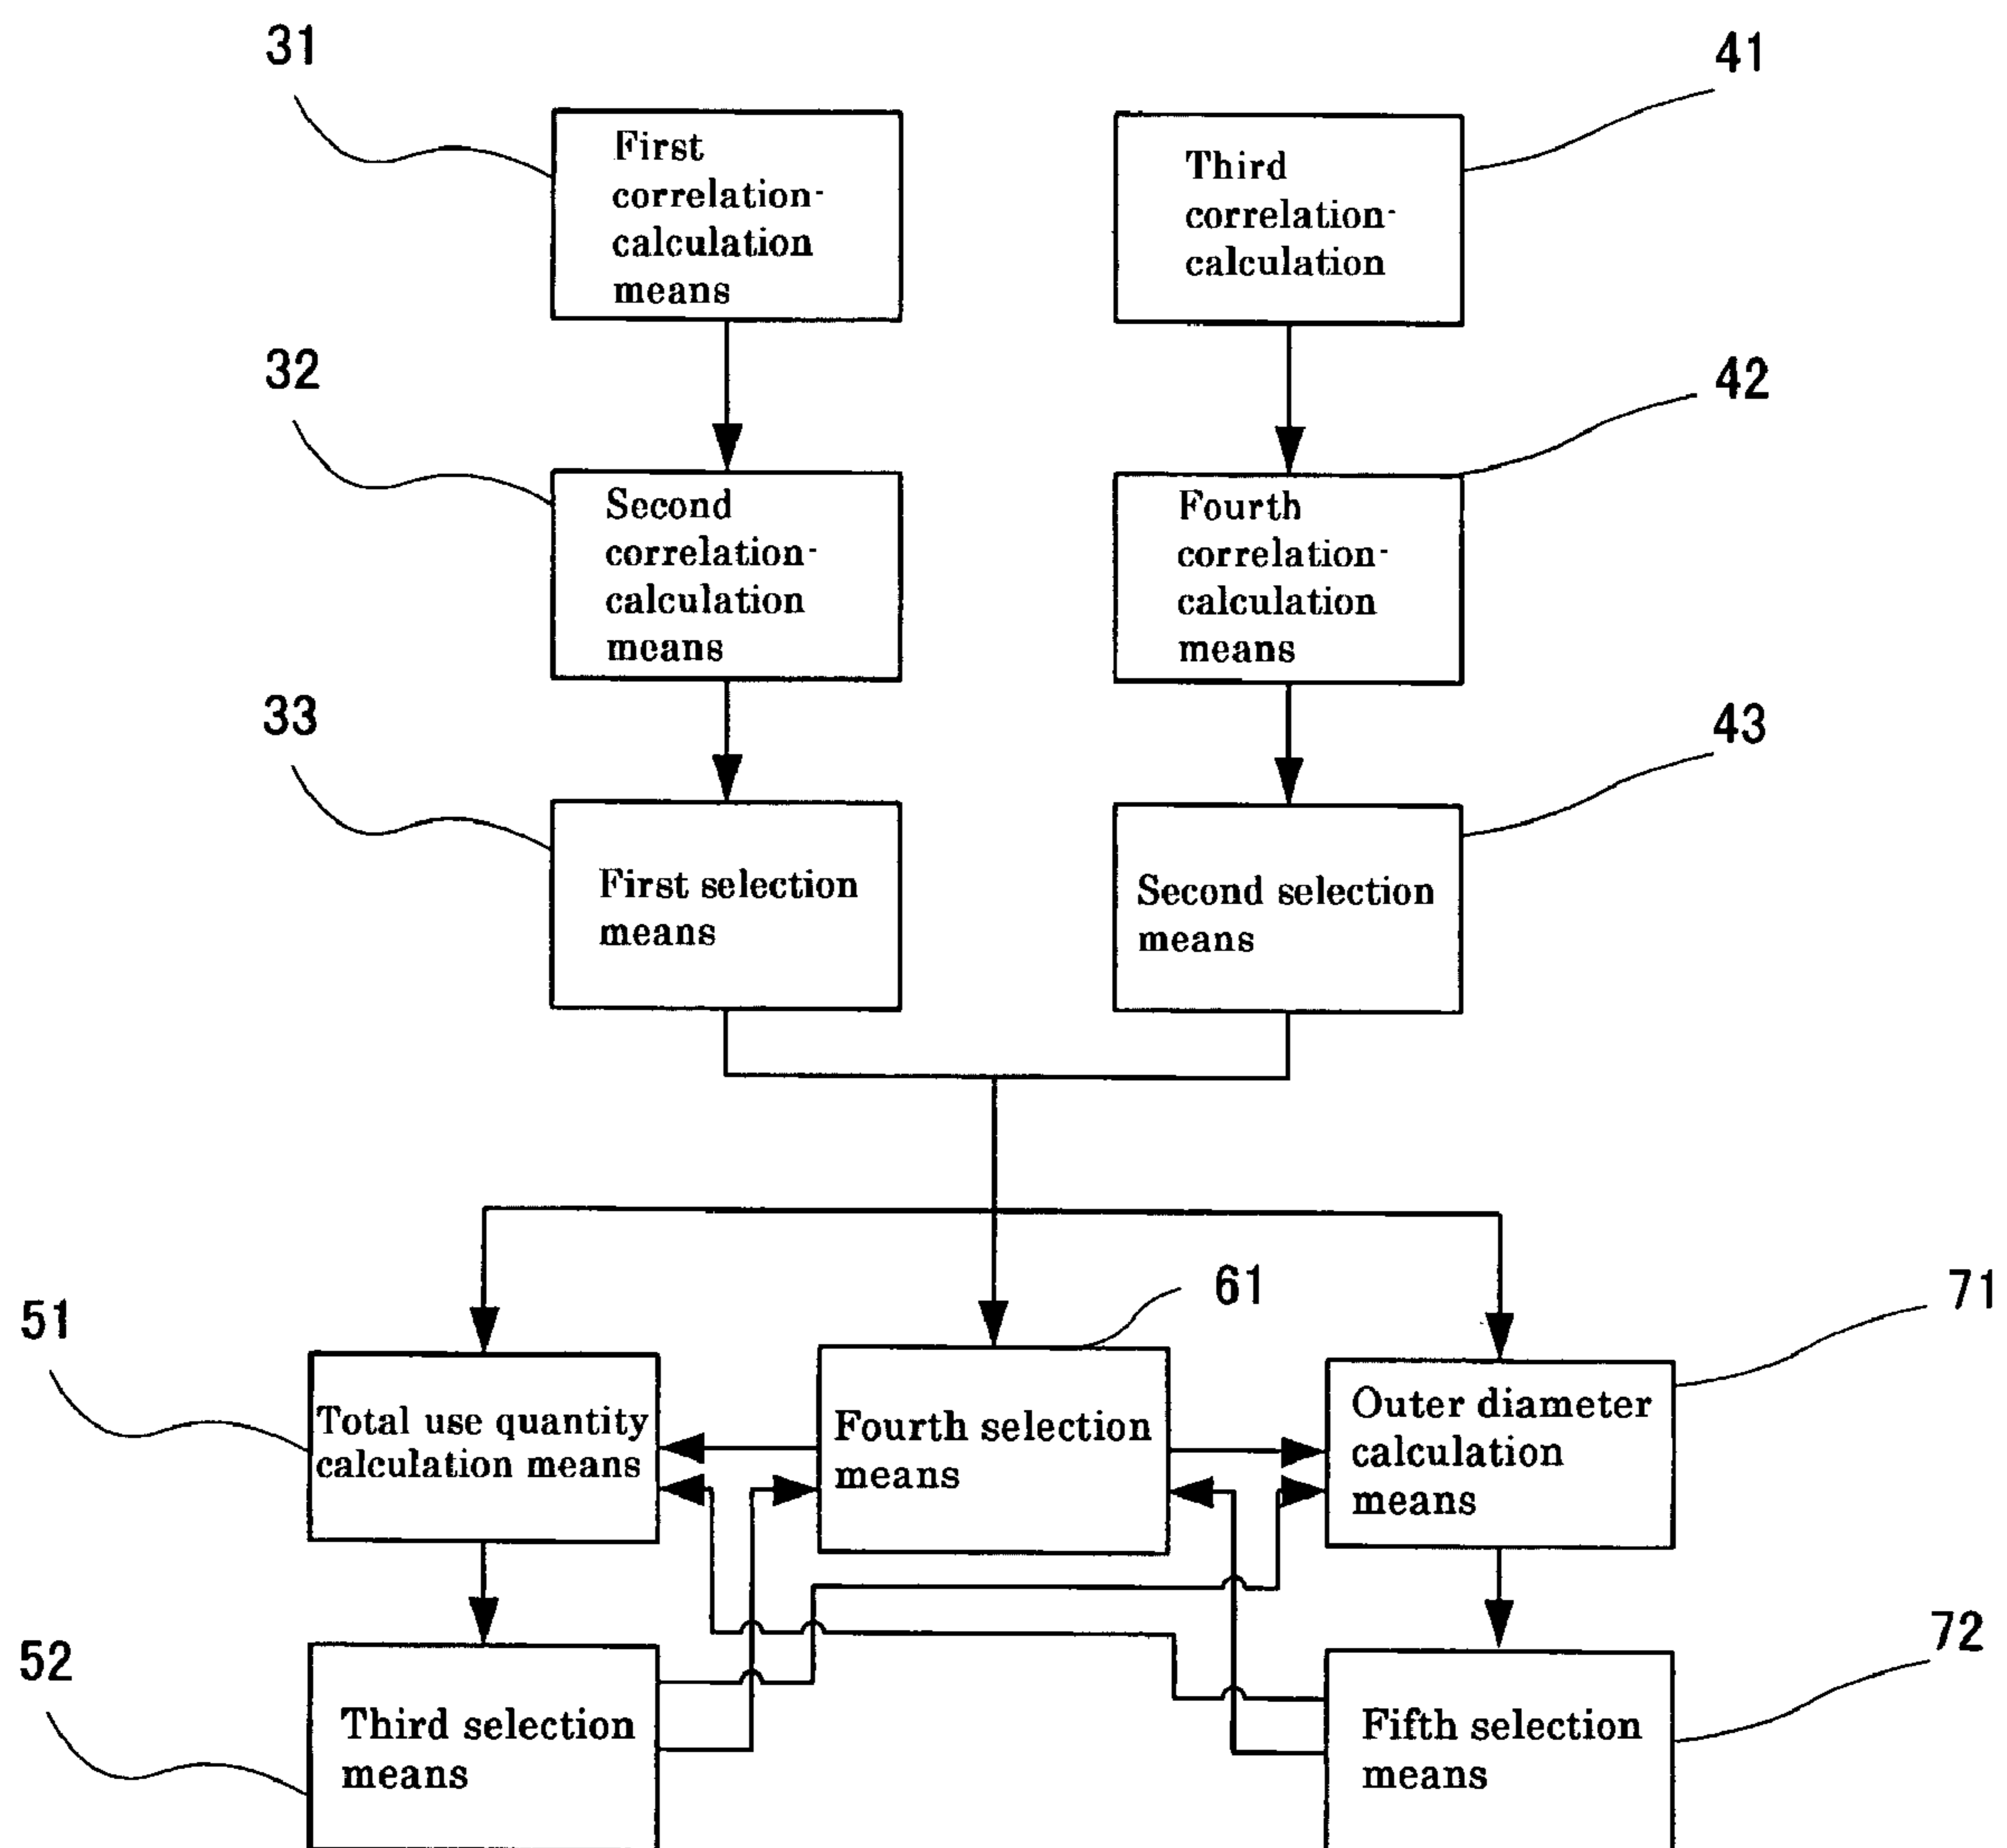 31
41
First
correlation-
calculation
means
Third
correlation-
calculation
32
42
Second
correlation-
calculation
means
Fourth
correlation-
calculation
means
33
43
First selection
means
Second selection
means
61
71
51
Total use quantity
calculation means
Fourth selection
means
Outer diameter
calculation
means
52
72
Third selection
means
Fifth selection
means